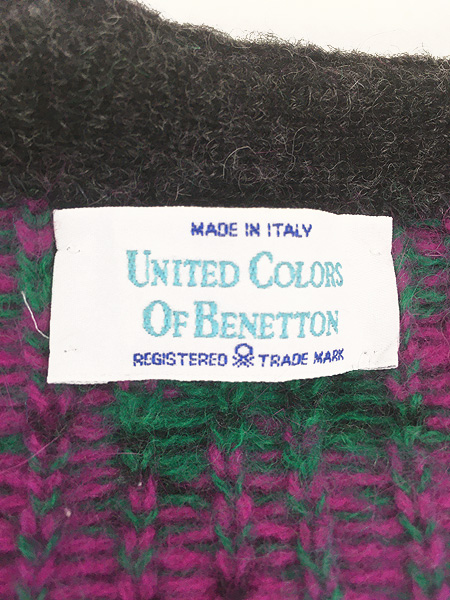 MADE IN ITALY
UNITED COLORS
OF BENETTON
REGISTERED TRADE MARK